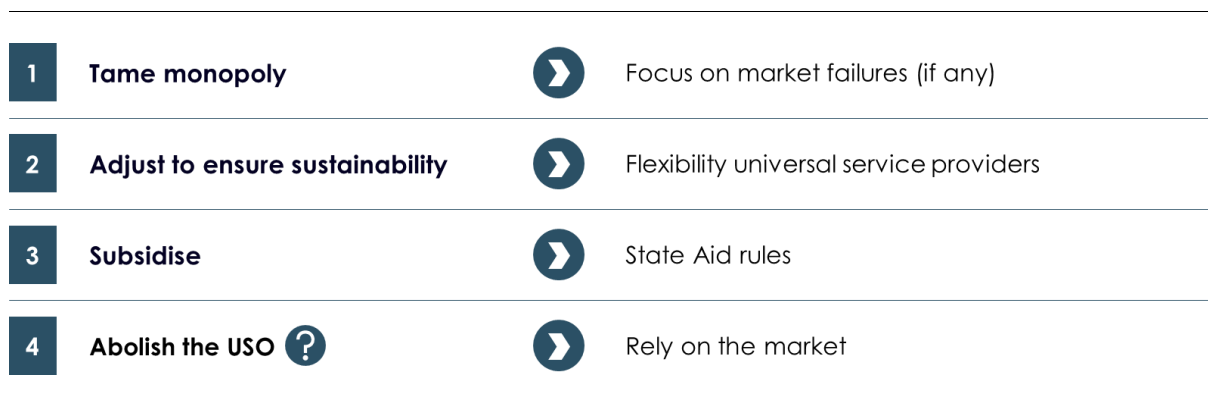 1 Tame monopoly Focus on market failures (if any)
2 Adjust to ensure sustainability Flexibility universal service providers
3 Subsidise State Aid rules
4 Abolish the USO ? Rely on the market